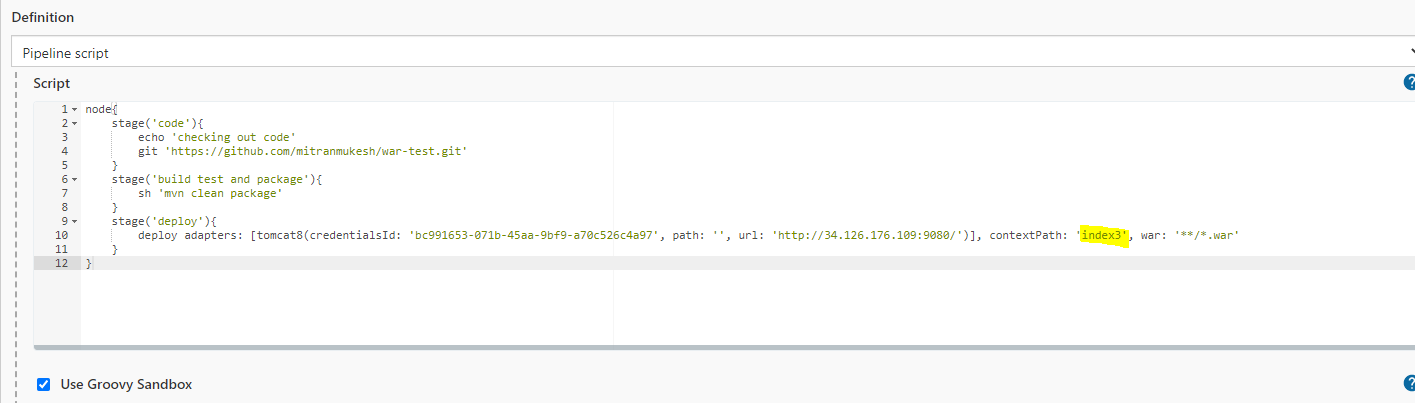 Definition
Pipeline script
Script
?
1 node{
2 stage('code'){
3 echo 'checking out code'
4 git 'https://github.com/mitranmukesh/war-test.git'
5 }
6 stage('build test and package'){
7 sh 'mvn clean package'
8 }
9 stage('deploy'){
10 deploy adapters: [tomcat8(credentialsId: 'bc991653-071b-45aa-9bf9-a70c526c4a97', path: '', url: 'http://34.126.176.109:9080/')], contextPath: 'index3', war: '**/*.war'
11 }
12 }
Use Groovy Sandbox
?